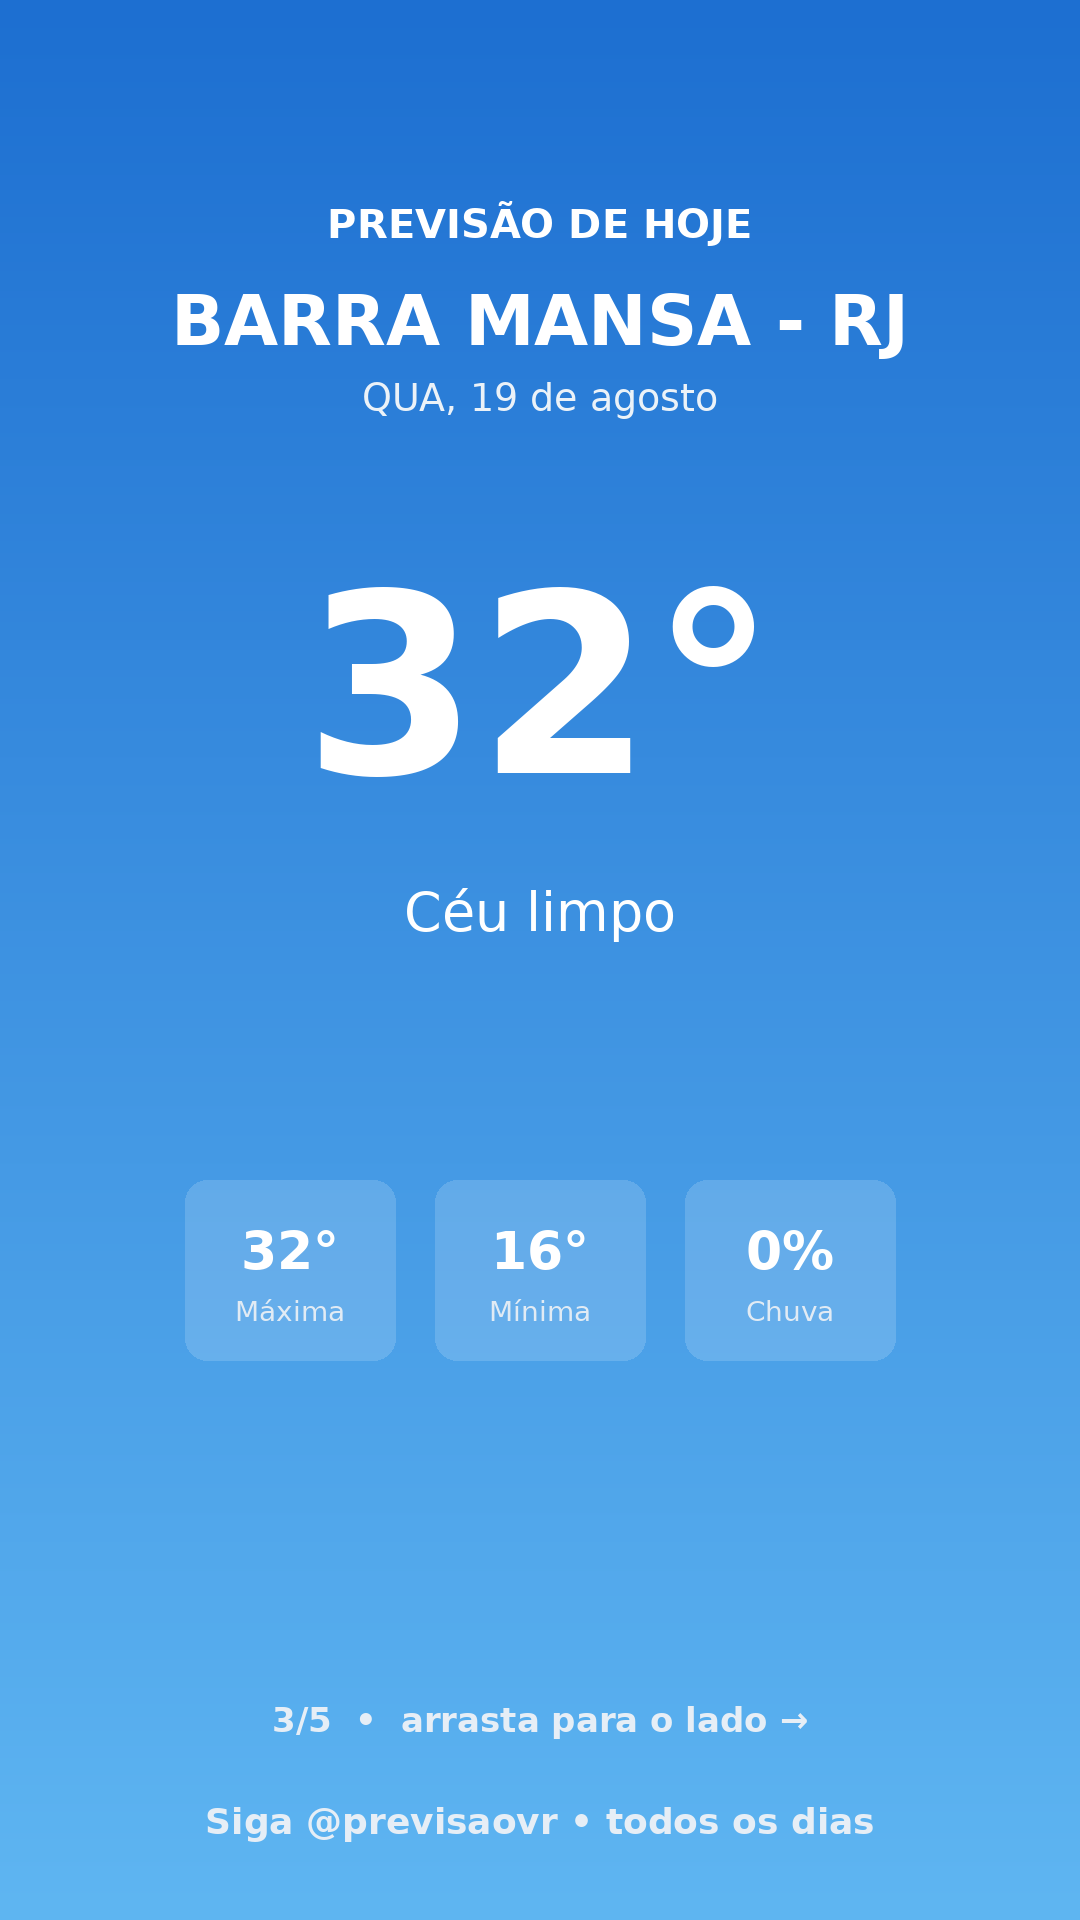 PREVISÃO DE HOJE
BARRA MANSA - RJ
QUA, 19 de agosto
32°
Céu limpo
32° 16° 0%
Máxima Mínima Chuva
3/5 • arrasta para o lado →
Siga @previsaovr • todos os dias